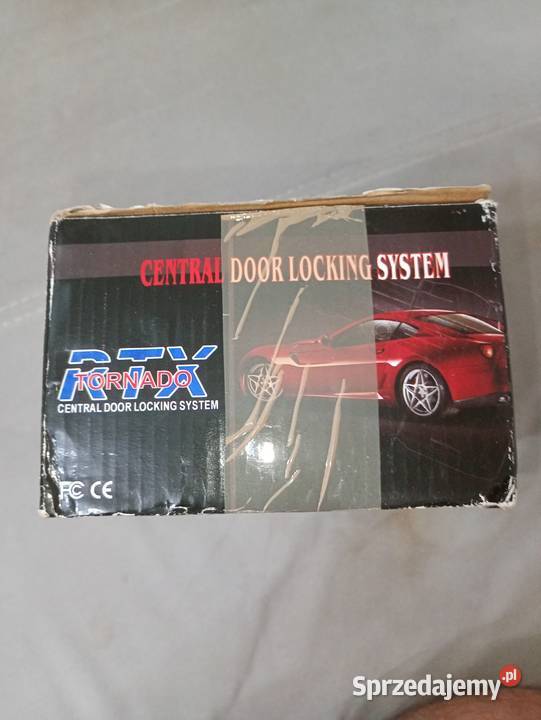 CENTRAL DOOR LOCKING SYSTEM
RTX
TORNADO
CENTRAL DOOR LOCKING SYSTEM
FC CE
Sprzedajemy.pl